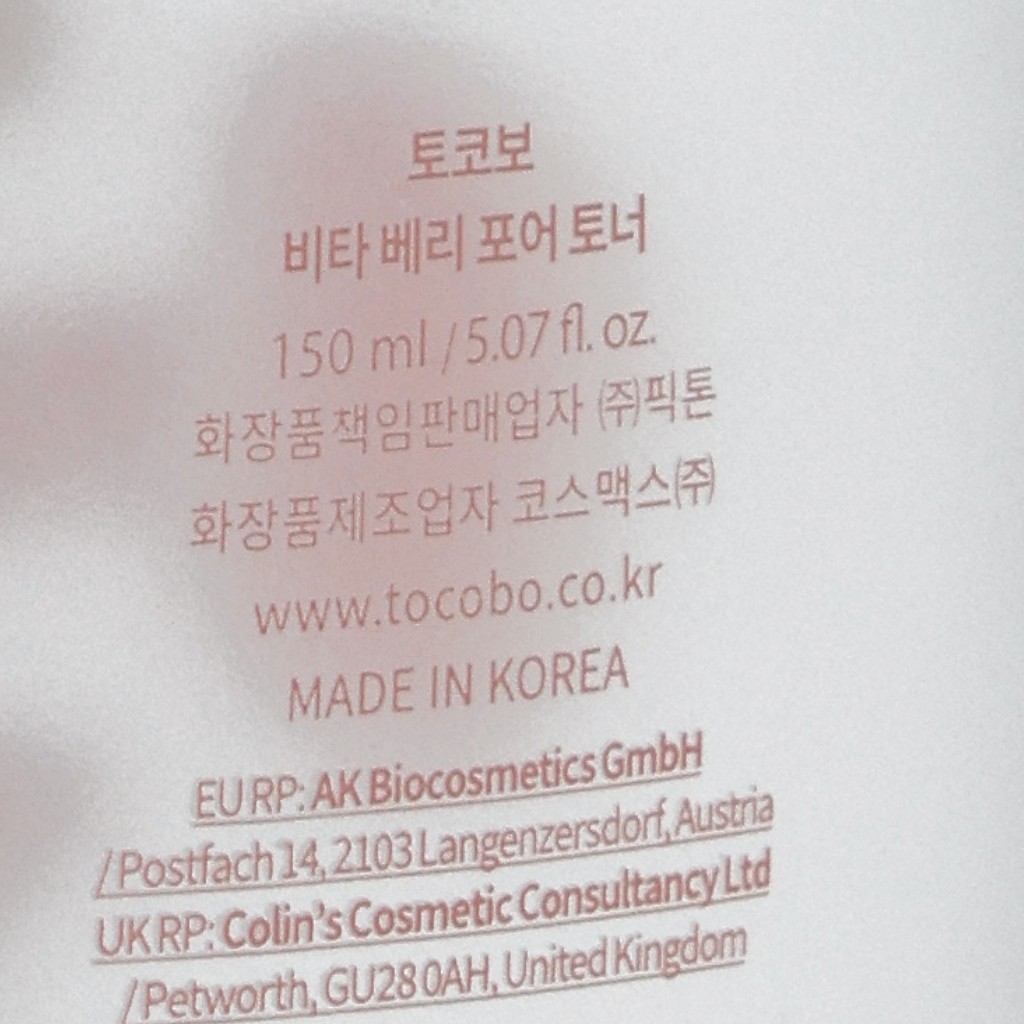 토코보
비타 베리 포어 토너
150 ml / 5.07 fl. oz.
화장품책임판매업자 ㈜픽톤
화장품제조업자 코스맥스㈜
www.tocobo.co.kr
MADE IN KOREA
EU RP: AK Biocosmetics GmbH
/ Postfach 14, 2103 Langenzersdorf, Austria
UK RP: Colin's Cosmetic Consultancy Ltd
/ Petworth, GU28 0AH, United Kingdom